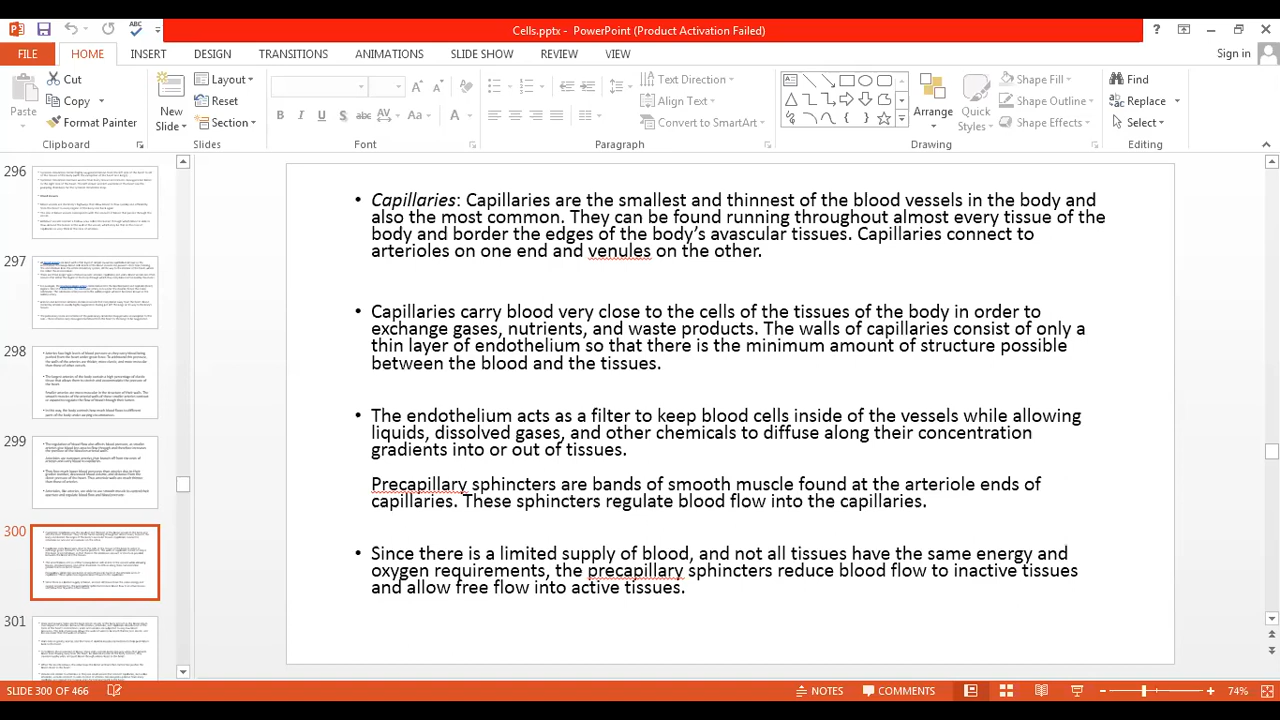 Cells.pptx - PowerPoint (Product Activation Failed)
FILE HOME INSERT DESIGN TRANSITIONS ANIMATIONS SLIDE SHOW REVIEW VIEW Sign in
Cut
Copy
Format Painter
Paste
Clipboard
New
Slide
Layout
Reset
Section
Slides
Font
Text Direction
Align Text
Convert to SmartArt
Paragraph
Arrange
Quick
Styles
Shape Fill
Shape Outline
Shape Effects
Drawing
Find
Replace
Select
Editing
296
297
298
299
300
301
• Capillaries: Capillaries are the smallest and thinnest of the blood vessels in the body and
also the most common. They can be found running throughout almost every tissue of the
body and border the edges of the body’s avascular tissues. Capillaries connect to
arterioles on one end and venules on the other.
• Capillaries carry blood very close to the cells of the tissues of the body in order to
exchange gases, nutrients, and waste products. The walls of capillaries consist of only a
thin layer of endothelium so that there is the minimum amount of structure possible
between the blood and the tissues.
• The endothelium acts as a filter to keep blood cells inside of the vessels while allowing
liquids, dissolved gases, and other chemicals to diffuse along their concentration
gradients into or out of tissues.
Precapillary sphincters are bands of smooth muscle found at the arteriole ends of
capillaries. These sphincters regulate blood flow into the capillaries.
• Since there is a limited supply of blood, and not all tissues have the same energy and
oxygen requirements, the precapillary sphincters reduce blood flow to inactive tissues
and allow free flow into active tissues.
SLIDE 300 OF 466 NOTES COMMENTS 74%